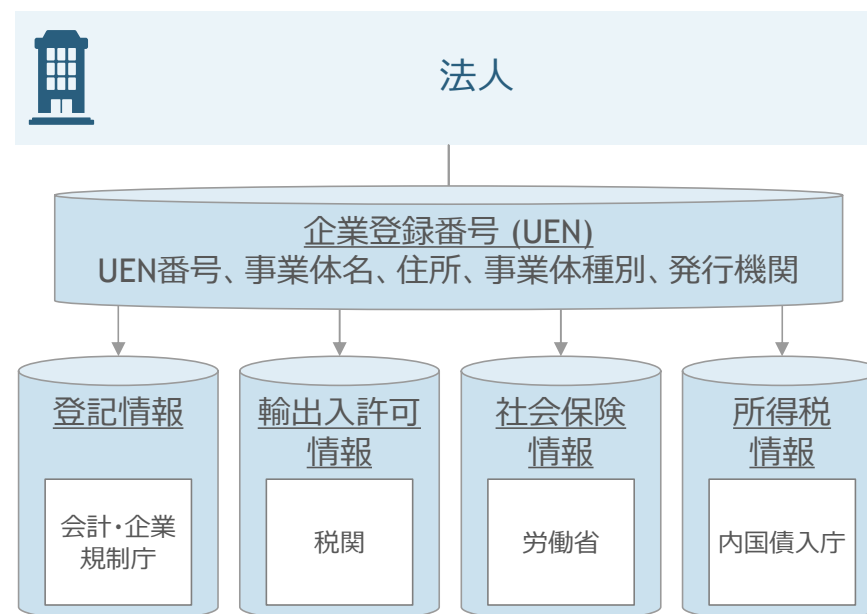 法人
企業登録番号 (UEN)
UEN番号、事業体名、住所、事業体種別、発行機関
登記情報
輸出入許可
情報
社会保険
情報
所得税
情報
会計・企業
規制庁
税関
労働省
内国債入庁